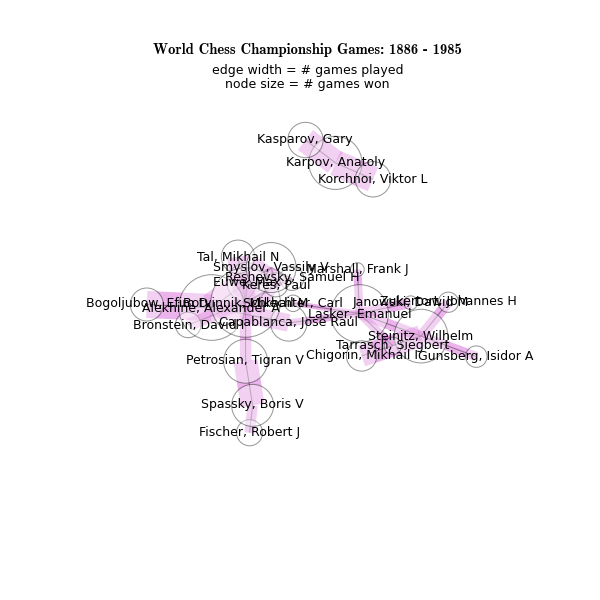 World Chess Championship Games: 1886 - 1985
edge width = # games played
node size = # games won
Kasparov, Gary
Karpov, Anatoly
Korchnoi, Viktor L
Tal, Mikhail N
Smyslov, Vassily V
Marshall, Frank J
Reshevsky, Samuel H
Euwe, Max
Keres, Paul
Bogoljubow, Efim D
Botvinnik, Mikhail M
Schlechter, Carl
Janowski, Dawid M
Zukertort, Johannes H
Alekhine, Alexander A
Lasker, Emanuel
Capablanca, Jose Raul
Bronstein, David I
Steinitz, Wilhelm
Tarrasch, Siegbert
Chigorin, Mikhail I
Gunsberg, Isidor A
Petrosian, Tigran V
Spassky, Boris V
Fischer, Robert J